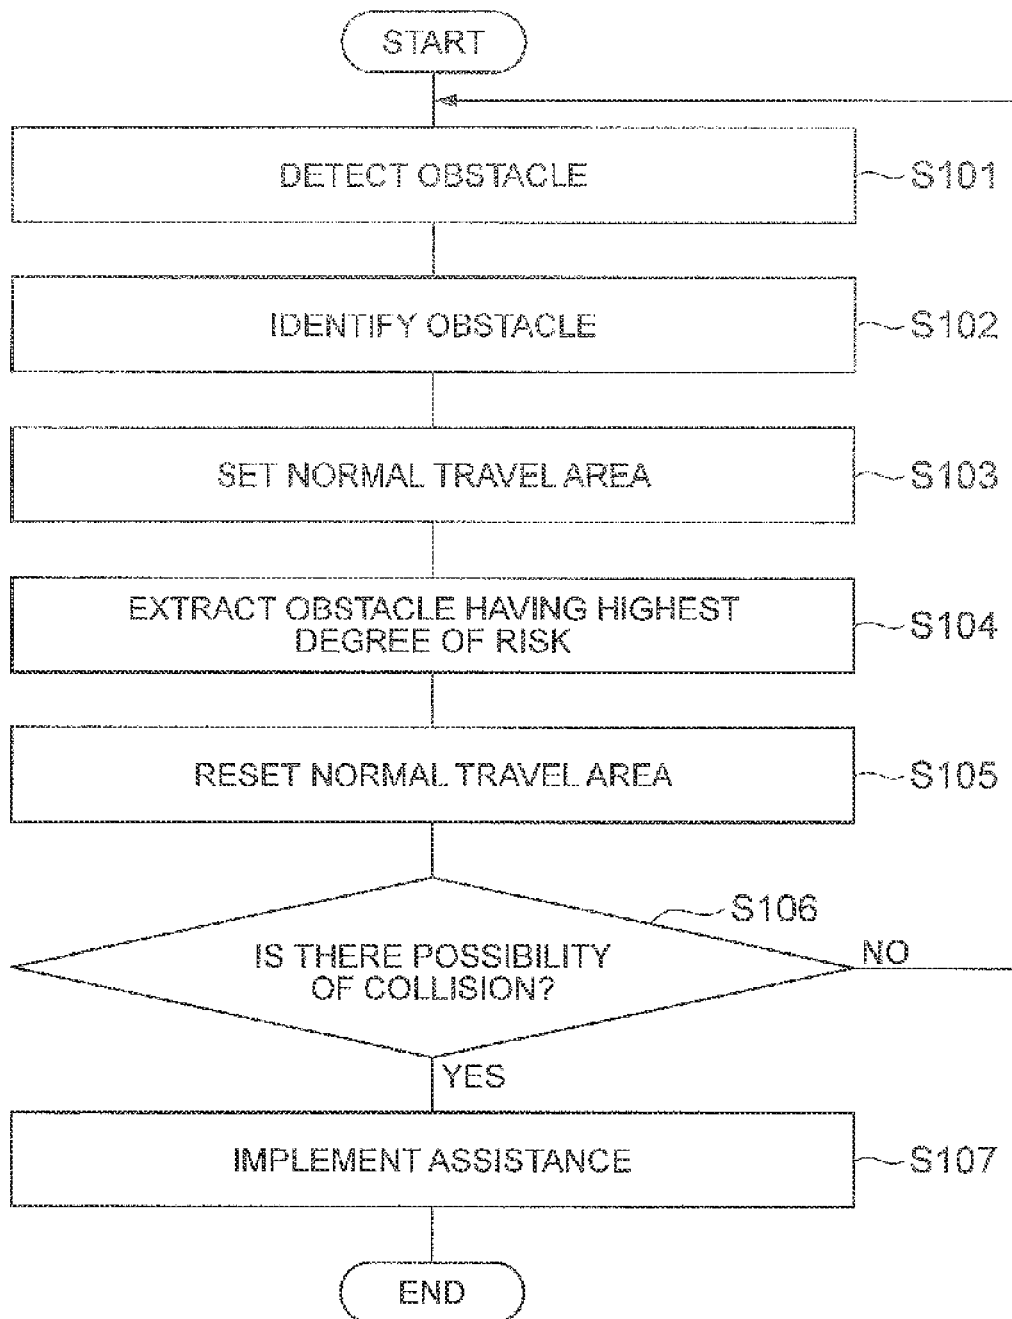 START
DETECT OBSTACLE
S101
IDENTIFY OBSTACLE
S102
SET NORMAL TRAVEL AREA
S103
EXTRACT OBSTACLE HAVING HIGHEST
DEGREE OF RISK
S104
RESET NORMAL TRAVEL AREA
S105
S106
IS THERE POSSIBILITY
OF COLLISION?
NO
YES
IMPLEMENT ASSISTANCE
S107
END